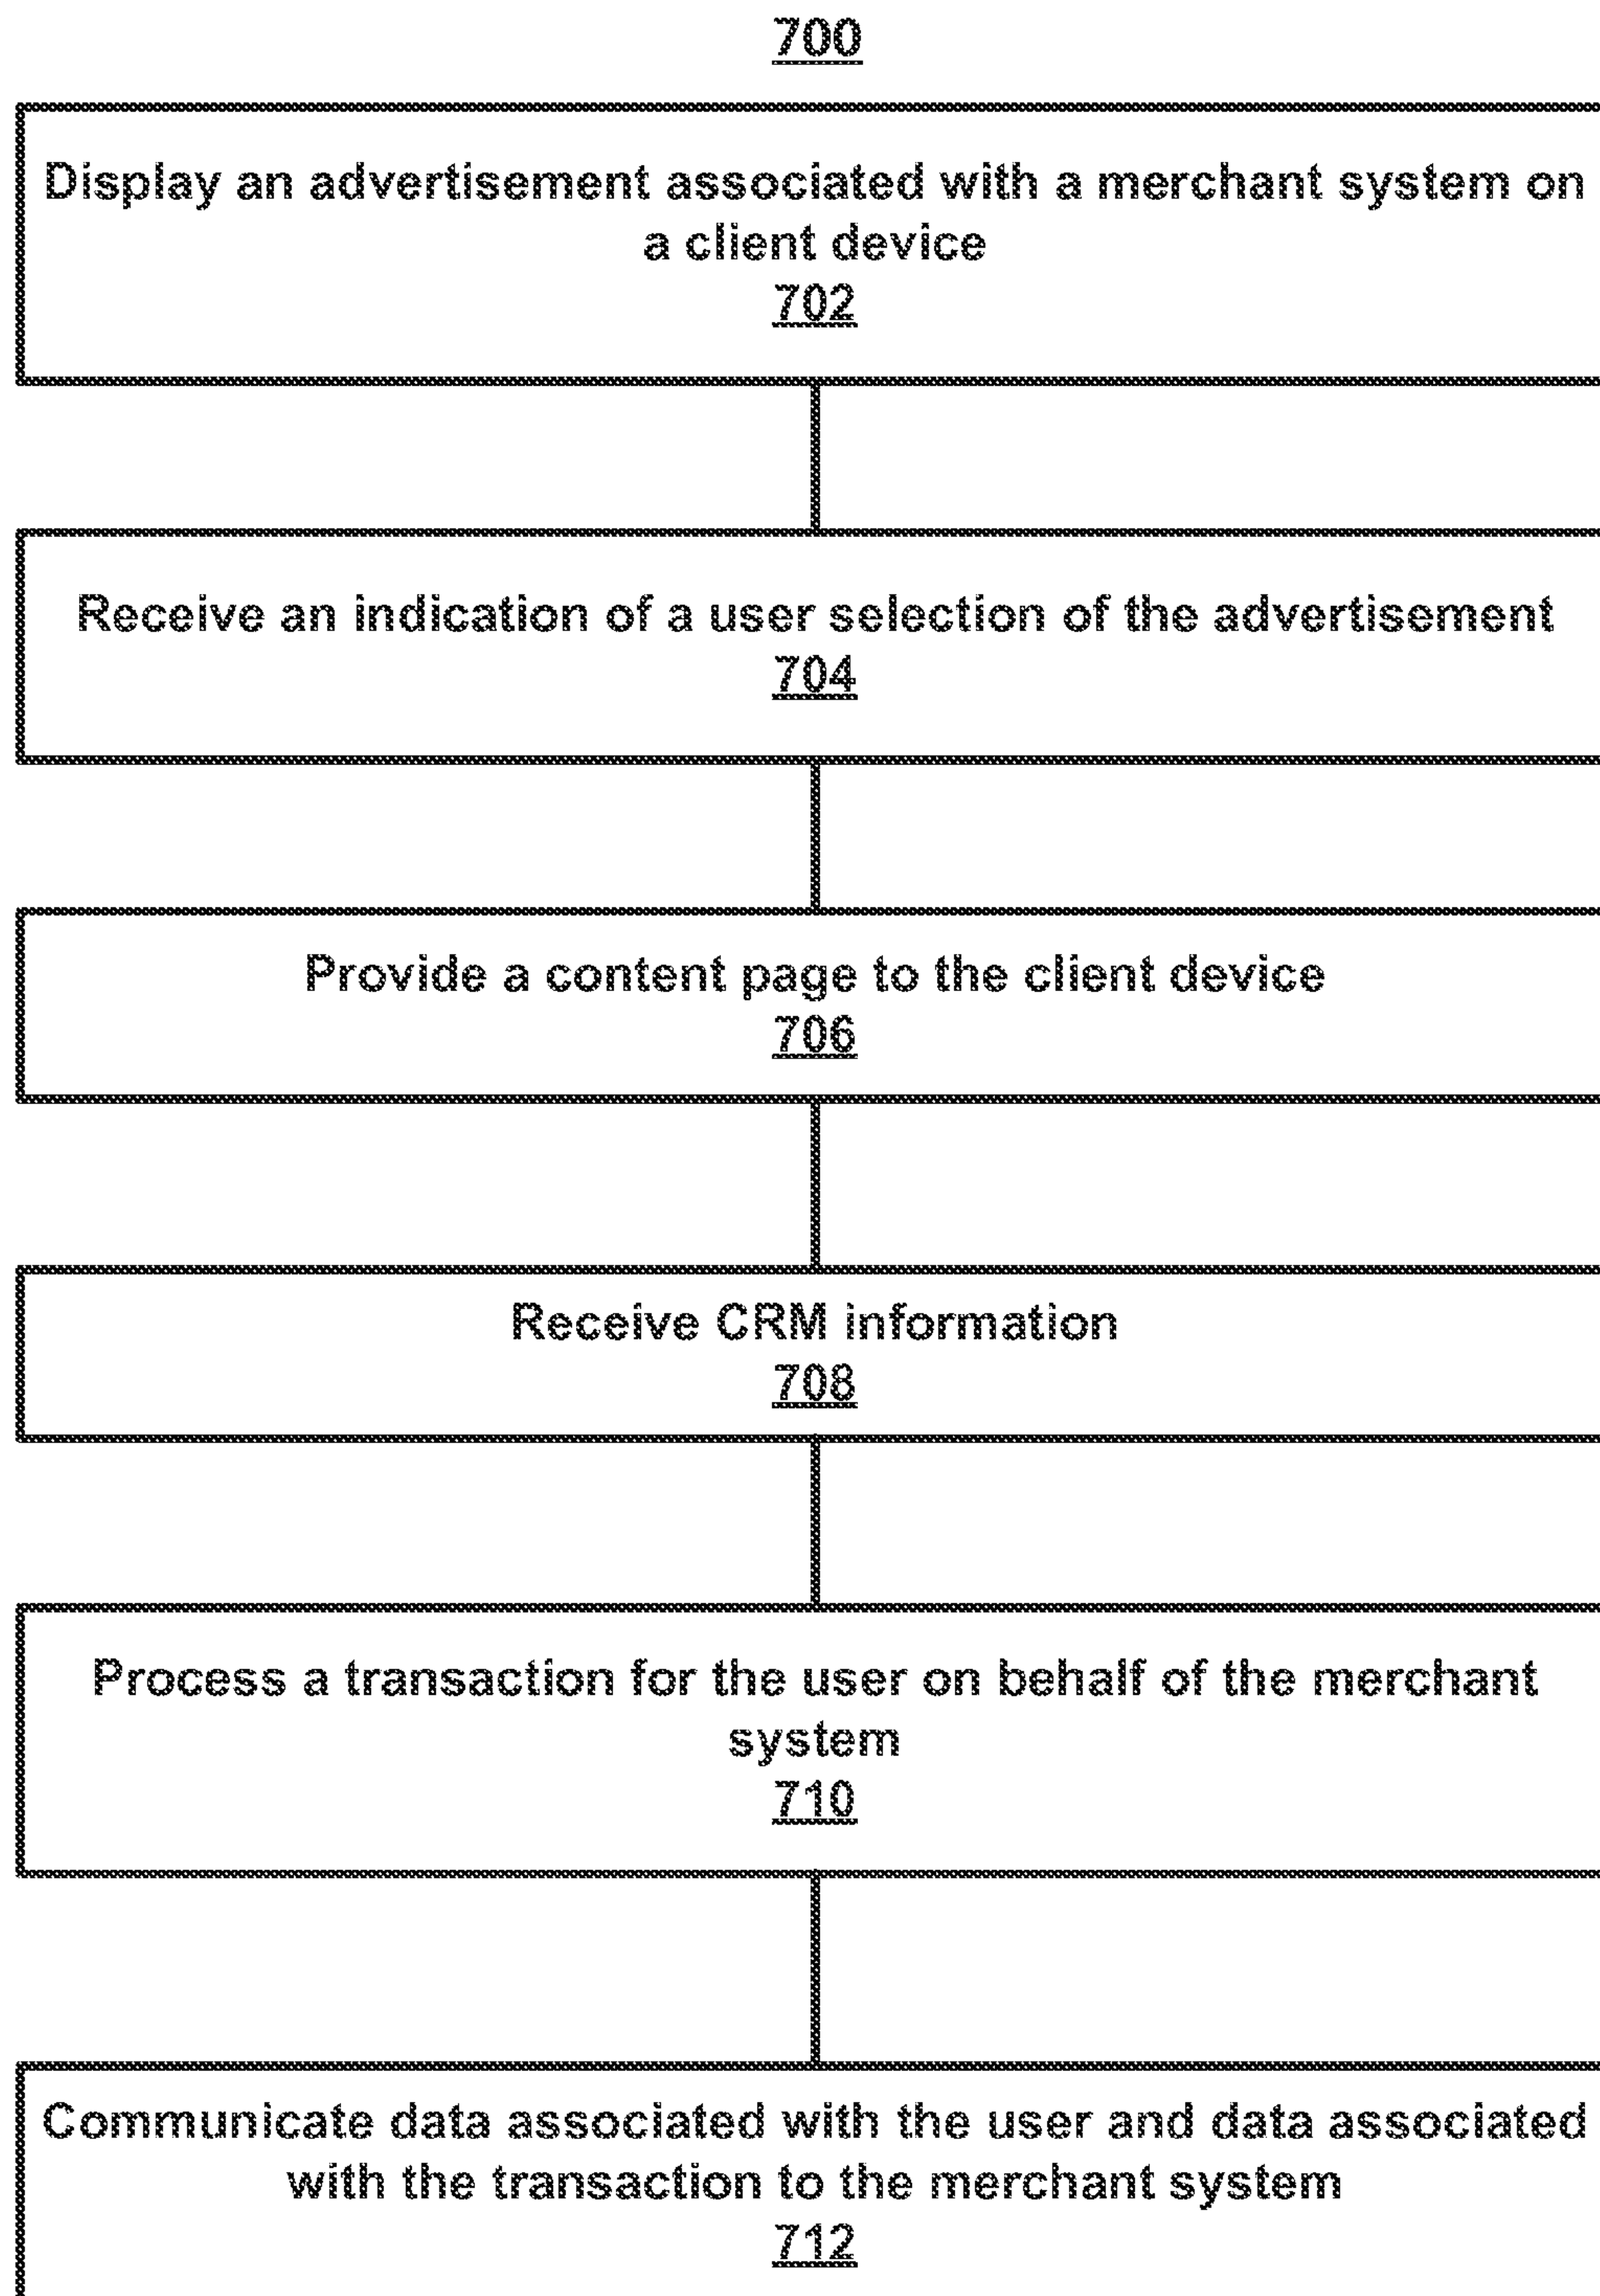 700
Display an advertisement associated with a merchant system on
a client device
702
Receive an indication of a user selection of the advertisement
704
Provide a content page to the client device
706
Receive CRM information
708
Process a transaction for the user on behalf of the merchant
system
710
Communicate data associated with the user and data associated
with the transaction to the merchant system
712